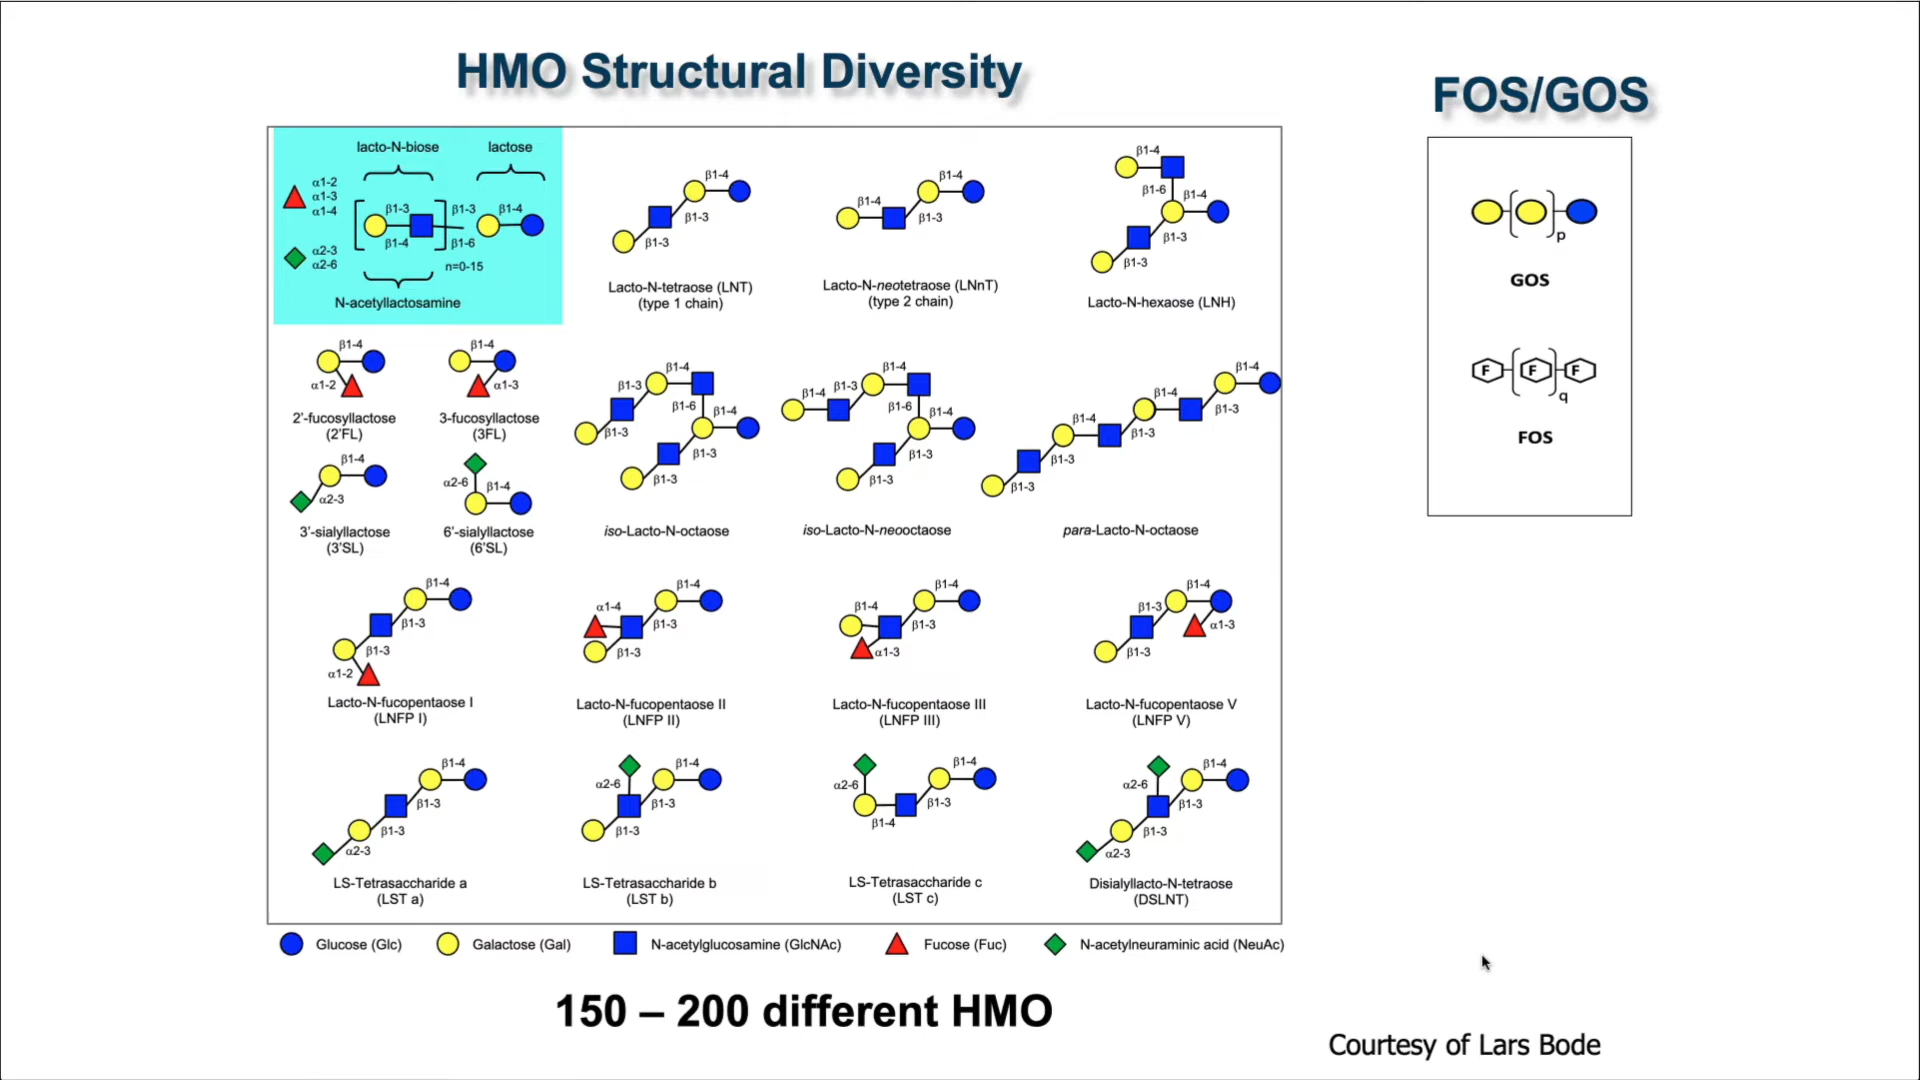 HMO Structural Diversity
FOS/GOS
lacto-N-biose
lactose
α1-2
α1-3
α1-4
β1-3
β1-3
β1-4
β1-4
β1-6
α2-3
α2-6
n=0-15
N-acetyllactosamine
β1-4
β1-3
β1-3
Lacto-N-tetraose (LNT)
(type 1 chain)
β1-4
β1-4
β1-3
Lacto-N-neotetraose (LNnT)
(type 2 chain)
β1-4
β1-6
β1-4
β1-3
β1-3
Lacto-N-hexaose (LNH)
p
GOS
F
F
F
q
FOS
β1-4
α1-2
2'-fucosyllactose
(2'FL)
β1-4
α1-3
3-fucosyllactose
(3FL)
β1-4
α2-3
3'-sialyllactose
(3'SL)
α2-6
β1-4
6'-sialyllactose
(6'SL)
β1-4
β1-3
β1-6
β1-4
β1-3
β1-3
β1-3
iso-Lacto-N-octaose
β1-4
β1-4
β1-3
β1-6
β1-4
β1-3
β1-3
iso-Lacto-N-neooctaose
β1-4
β1-3
β1-4
β1-3
β1-3
β1-3
para-Lacto-N-octaose
β1-4
β1-3
β1-3
α1-2
Lacto-N-fucopentaose I
(LNFP I)
β1-4
α1-4
β1-3
β1-3
Lacto-N-fucopentaose II
(LNFP II)
β1-4
β1-4
β1-3
α1-3
Lacto-N-fucopentaose III
(LNFP III)
β1-4
β1-3
α1-3
β1-3
Lacto-N-fucopentaose V
(LNFP V)
β1-4
β1-3
β1-3
α2-3
LS-Tetrasaccharide a
(LST a)
β1-4
α2-6
β1-3
β1-3
LS-Tetrasaccharide b
(LST b)
β1-4
α2-6
β1-3
β1-4
LS-Tetrasaccharide c
(LST c)
β1-4
α2-6
β1-3
β1-3
α2-3
Disialyllacto-N-tetraose
(DSLNT)
Glucose (Glc)
Galactose (Gal)
N-acetylglucosamine (GlcNAc)
Fucose (Fuc)
N-acetylneuraminic acid (NeuAc)
150 – 200 different HMO
Courtesy of Lars Bode